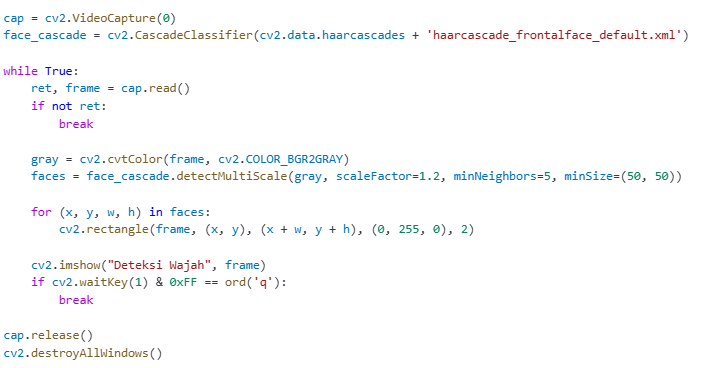 cap = cv2.VideoCapture(0)
face_cascade = cv2.CascadeClassifier(cv2.data.haarcascades + 'haarcascade_frontalface_default.xml')

while True:
    ret, frame = cap.read()
    if not ret:
        break

    gray = cv2.cvtColor(frame, cv2.COLOR_BGR2GRAY)
    faces = face_cascade.detectMultiScale(gray, scaleFactor=1.2, minNeighbors=5, minSize=(50, 50))

    for (x, y, w, h) in faces:
        cv2.rectangle(frame, (x, y), (x + w, y + h), (0, 255, 0), 2)

    cv2.imshow("Deteksi Wajah", frame)
    if cv2.waitKey(1) & 0xFF == ord('q'):
        break

cap.release()
cv2.destroyAllWindows()